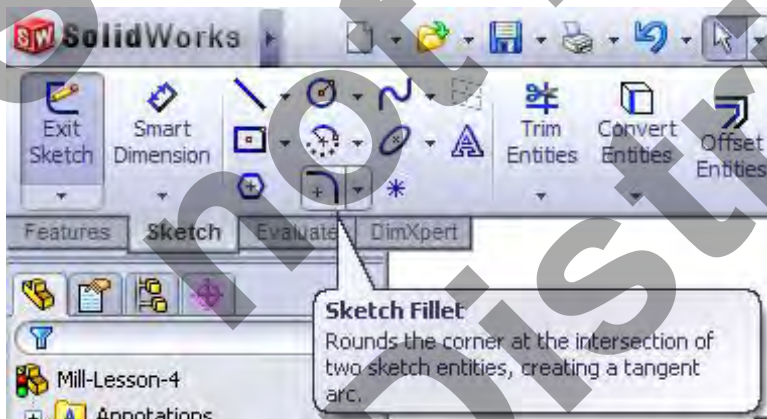 SolidWorks
Exit Sketch
Smart Dimension
Trim Entities
Convert Entities
Offset Entities
Features Sketch Evaluate DimXpert
Sketch Fillet
Rounds the corner at the intersection of
two sketch entities, creating a tangent
arc.
Mill-Lesson-4
Annotations